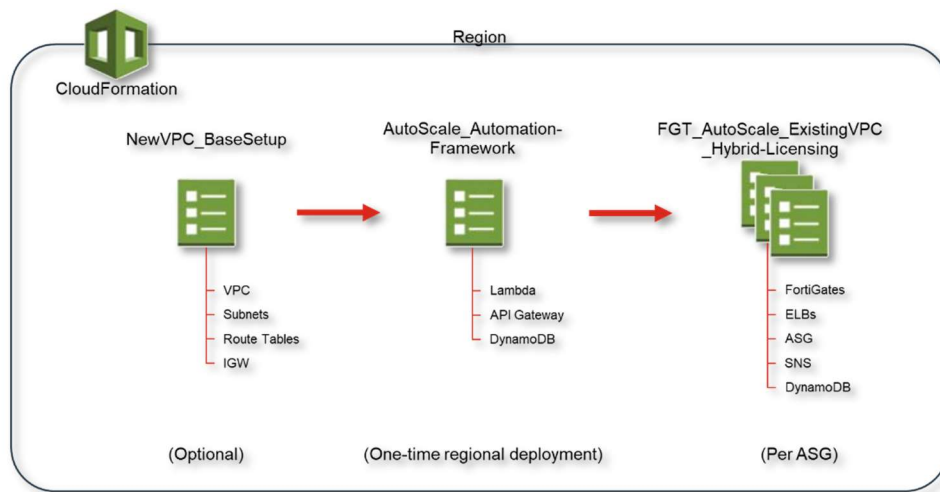 Region
CloudFormation
NewVPC_BaseSetup
VPC
Subnets
Route Tables
IGW
(Optional)
AutoScale_Automation-
Framework
Lambda
API Gateway
DynamoDB
(One-time regional deployment)
FGT_AutoScale_ExistingVPC
_Hybrid-Licensing
FortiGates
ELBs
ASG
SNS
DynamoDB
(Per ASG)